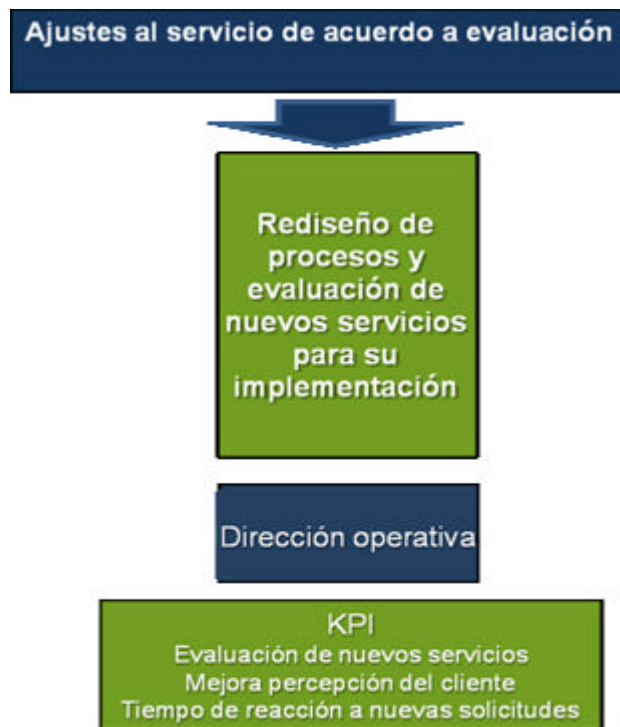 Ajustes al servicio de acuerdo a evaluación
Rediseño de
procesos y
evaluación de
nuevos servicios
para su
implementación
Dirección operativa
KPI
Evaluación de nuevos servicios
Mejora percepción del cliente
Tiempo de reacción a nuevas solicitudes